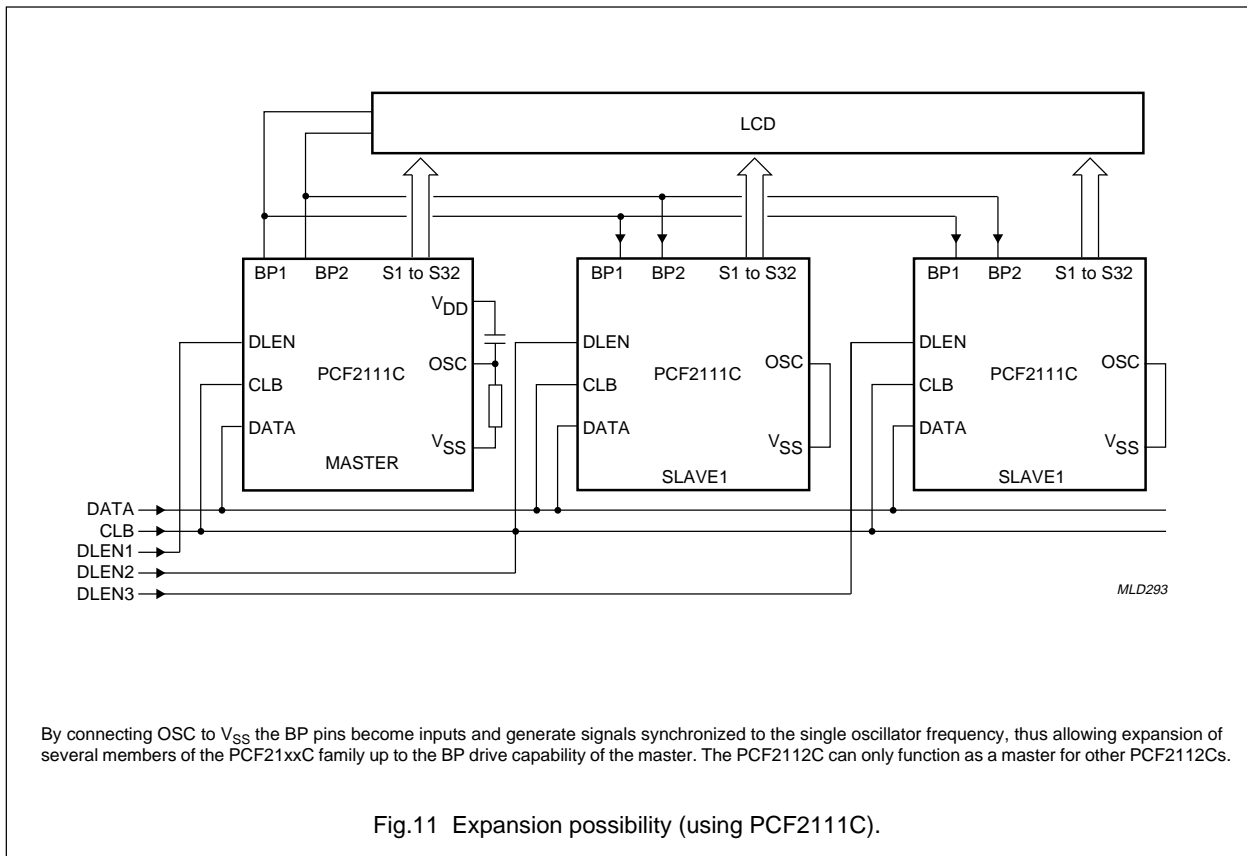 LCD
BP1 BP2 S1 to S32
BP1 BP2 S1 to S32
BP1 BP2 S1 to S32
VDD
DLEN
OSC
PCF2111C
CLB
DATA
VSS
MASTER
DLEN
OSC
PCF2111C
CLB
DATA
VSS
SLAVE1
DLEN
OSC
PCF2111C
CLB
DATA
VSS
SLAVE1
DATA
CLB
DLEN1
DLEN2
DLEN3
MLD293
By connecting OSC to VSS the BP pins become inputs and generate signals synchronized to the single oscillator frequency, thus allowing expansion of
several members of the PCF21xxC family up to the BP drive capability of the master. The PCF2112C can only function as a master for other PCF2112Cs.
Fig.11 Expansion possibility (using PCF2111C).